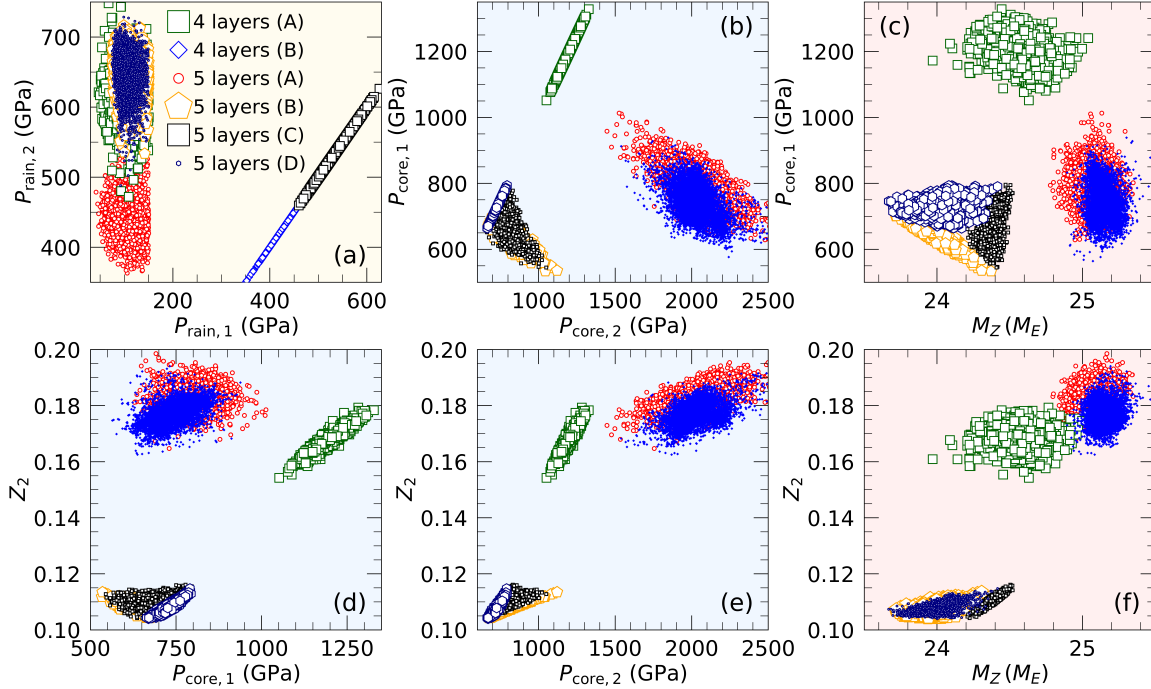 700
600
500
400
P_rain, 2 (GPa)
4 layers (A)
4 layers (B)
5 layers (A)
5 layers (B)
5 layers (C)
5 layers (D)
(a)
200 400 600
P_rain, 1 (GPa)
1200
1000
800
600
P_core, 1 (GPa)
(b)
1000 1500 2000 2500
P_core, 2 (GPa)
1200
1000
800
600
P_core, 1 (GPa)
(c)
24 25
M_Z (M_E)
0.20
0.18
0.16
0.14
0.12
0.10
Z_2
(d)
500 750 1000 1250
P_core, 1 (GPa)
0.20
0.18
0.16
0.14
0.12
0.10
Z_2
(e)
1000 1500 2000 2500
P_core, 2 (GPa)
0.20
0.18
0.16
0.14
0.12
0.10
Z_2
(f)
24 25
M_Z (M_E)